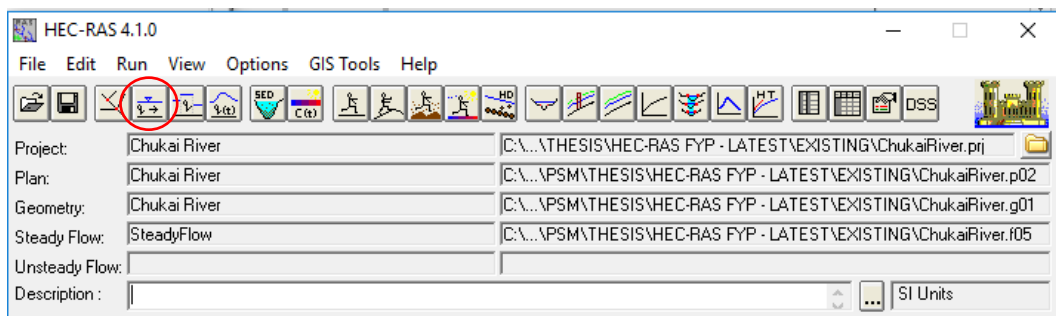 HEC-RAS 4.1.0
File Edit Run View Options GIS Tools Help
SED C(t) HD HT DSS
Project: Chukai River C:\...\THESIS\HEC-RAS FYP - LATEST\EXISTING\ChukaiRiver.prj
Plan: Chukai River C:\...\PSM\THESIS\HEC-RAS FYP - LATEST\EXISTING\ChukaiRiver.p02
Geometry: Chukai River C:\...\PSM\THESIS\HEC-RAS FYP - LATEST\EXISTING\ChukaiRiver.g01
Steady Flow: SteadyFlow C:\...\PSM\THESIS\HEC-RAS FYP - LATEST\EXISTING\ChukaiRiver.f05
Unsteady Flow:
Description : ... SI Units